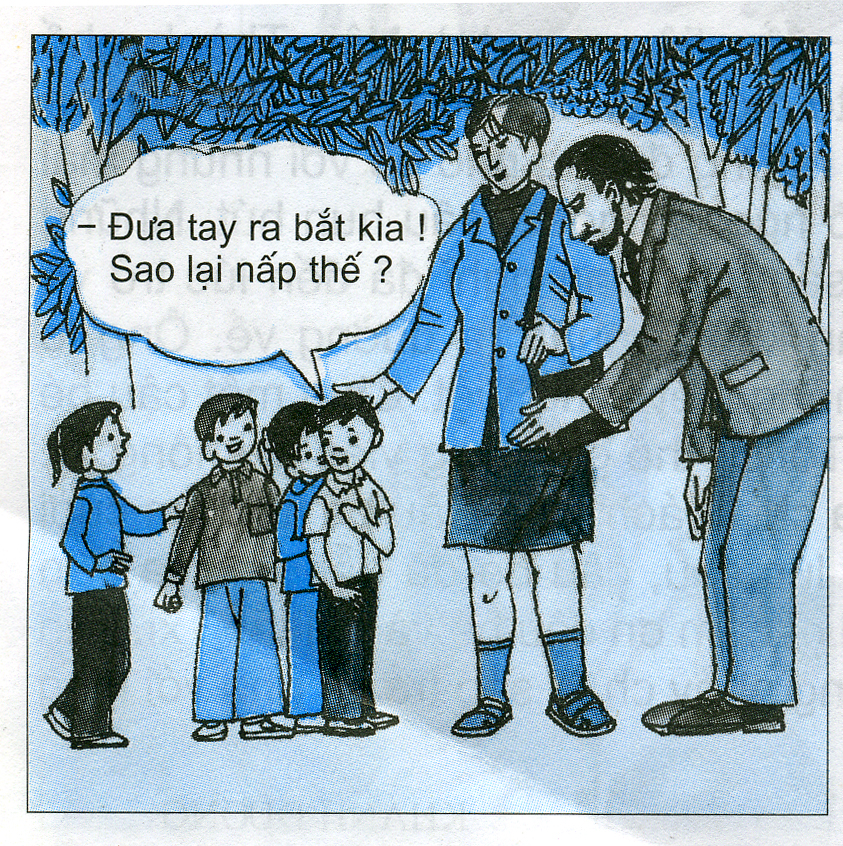 – Đưa tay ra bắt kìa !
Sao lại nấp thế ?